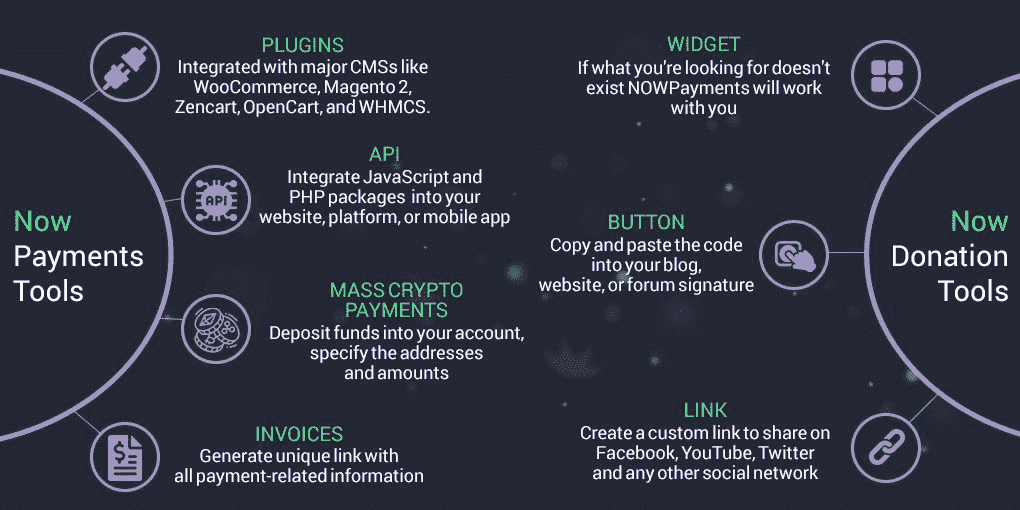 Now
Payments
Tools
PLUGINS
Integrated with major CMSs like
WooCommerce, Magento 2,
Zencart, OpenCart, and WHMCS.
API
API
Integrate JavaScript and
PHP packages into your
website, platform, or mobile app
MASS CRYPTO
PAYMENTS
Deposit funds into your account,
specify the addresses
and amounts
$
INVOICES
Generate unique link with
all payment-related information
Now
Donation
Tools
WIDGET
If what you're looking for doesn't
exist NOWPayments will work
with you
BUTTON
Copy and paste the code
into your blog,
website, or forum signature
LINK
Create a custom link to share on
Facebook, YouTube, Twitter
and any other social network